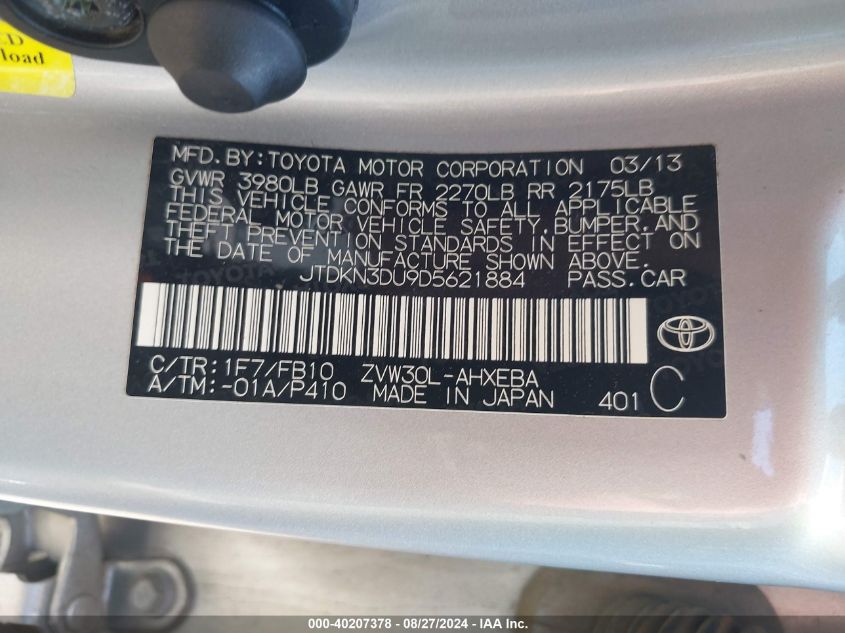 CD
load
MFD. BY: TOYOTA MOTOR CORPORATION 03/13
GVWR 3980LB GAWR FR 2270LB RR 2175LB
THIS VEHICLE CONFORMS TO ALL APPLICABLE
FEDERAL MOTOR VEHICLE SAFETY, BUMPER, AND
THEFT PREVENTION STANDARDS IN EFFECT ON
THE DATE OF MANUFACTURE SHOWN ABOVE.
JTDKN3DU9D5621884 PASS. CAR
C/TR: 1F7/FB10 ZVW30L-AHXEBA
A/TM: -01A/P410 MADE IN JAPAN 401 C
000-40207378 - 08/27/2024 - IAA, Inc.